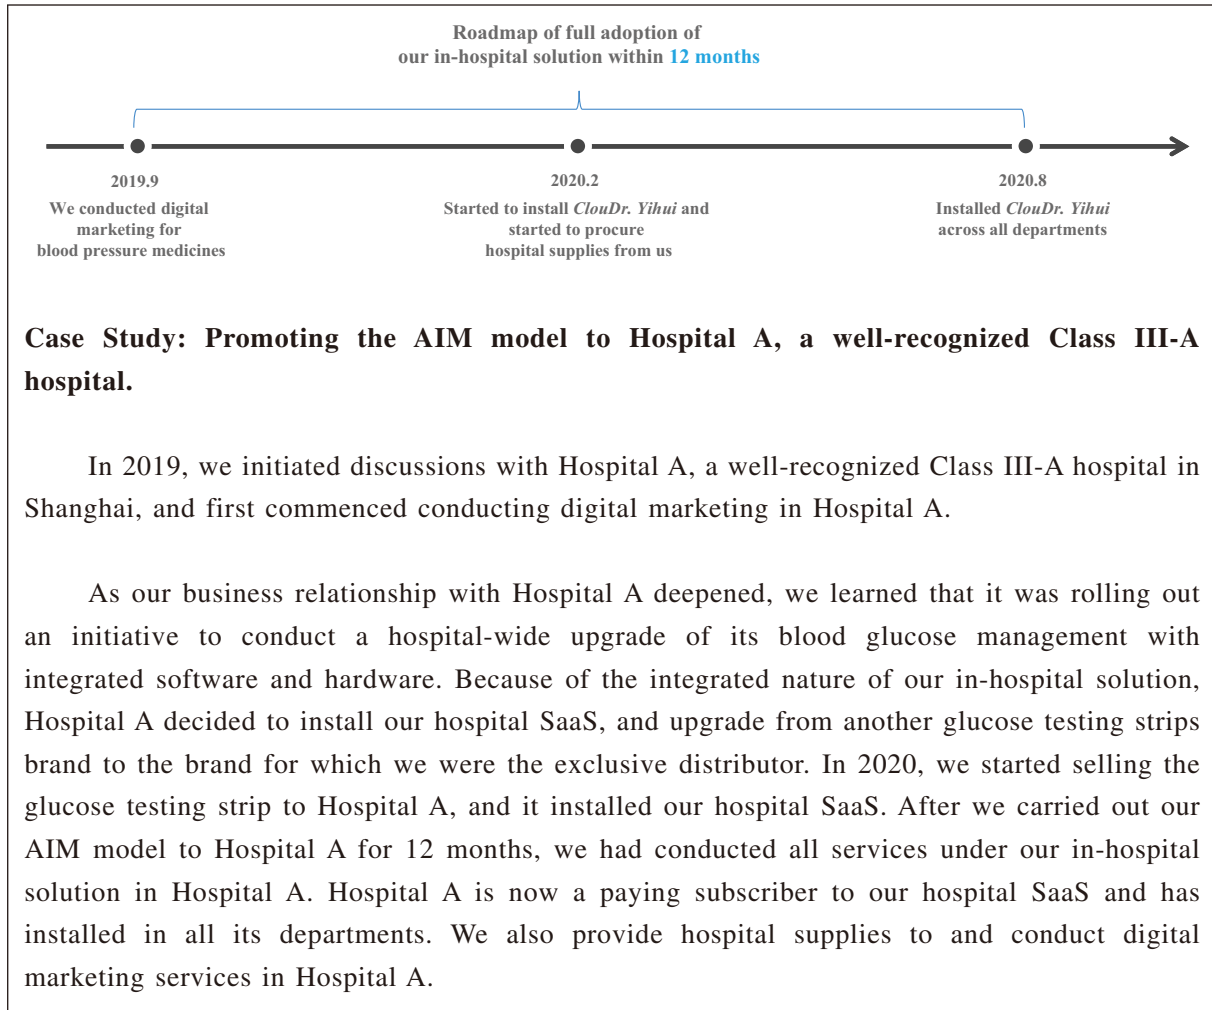 Roadmap of full adoption of
our in-hospital solution within 12 months
2019.9
We conducted digital
marketing for
blood pressure medicines
2020.2
Started to install ClouDr. Yihui and
started to procure
hospital supplies from us
2020.8
Installed ClouDr. Yihui
across all departments
Case Study: Promoting the AIM model to Hospital A, a well-recognized Class III-A
hospital.
In 2019, we initiated discussions with Hospital A, a well-recognized Class III-A hospital in
Shanghai, and first commenced conducting digital marketing in Hospital A.
As our business relationship with Hospital A deepened, we learned that it was rolling out
an initiative to conduct a hospital-wide upgrade of its blood glucose management with
integrated software and hardware. Because of the integrated nature of our in-hospital solution,
Hospital A decided to install our hospital SaaS, and upgrade from another glucose testing strips
brand to the brand for which we were the exclusive distributor. In 2020, we started selling the
glucose testing strip to Hospital A, and it installed our hospital SaaS. After we carried out our
AIM model to Hospital A for 12 months, we had conducted all services under our in-hospital
solution in Hospital A. Hospital A is now a paying subscriber to our hospital SaaS and has
installed in all its departments. We also provide hospital supplies to and conduct digital
marketing services in Hospital A.